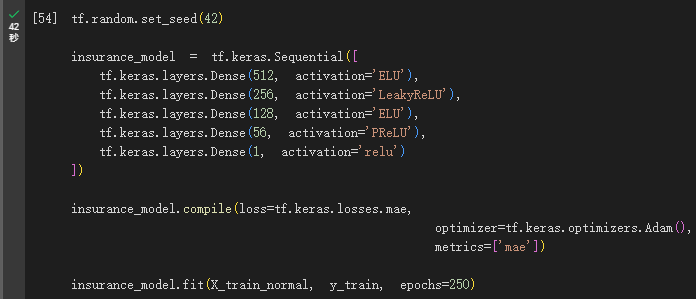 [54] tf.random.set_seed(42)
42
秒
insurance_model = tf.keras.Sequential([
tf.keras.layers.Dense(512, activation='ELU'),
tf.keras.layers.Dense(256, activation='LeakyReLU'),
tf.keras.layers.Dense(128, activation='ELU'),
tf.keras.layers.Dense(56, activation='PReLU'),
tf.keras.layers.Dense(1, activation='relu')
])
insurance_model.compile(loss=tf.keras.losses.mae,
optimizer=tf.keras.optimizers.Adam(),
metrics=['mae'])
insurance_model.fit(X_train_normal, y_train, epochs=250)